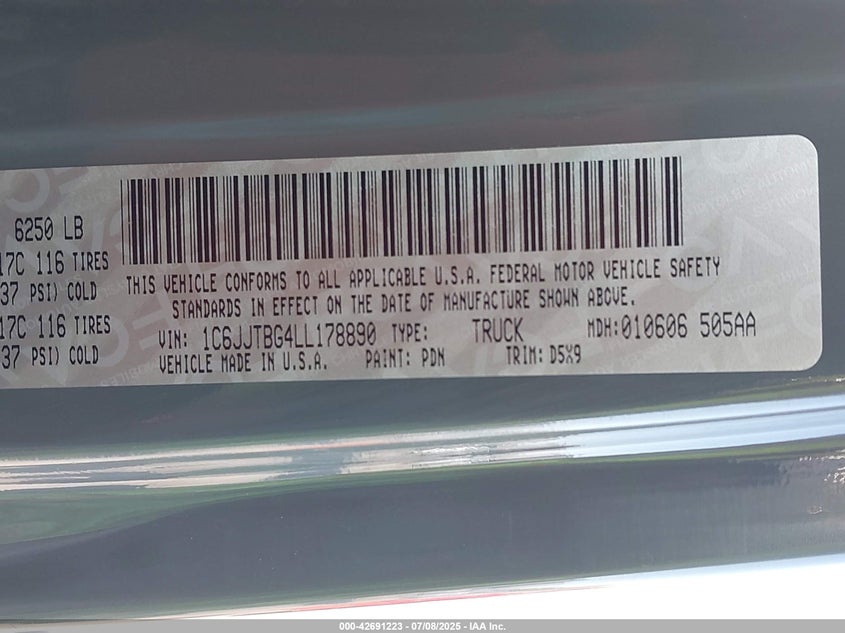 6250 LB
17C 116 TIRES
37 PSI) COLD
17C 116 TIRES
37 PSI) COLD
THIS VEHICLE CONFORMS TO ALL APPLICABLE U.S.A. FEDERAL MOTOR VEHICLE SAFETY
STANDARDS IN EFFECT ON THE DATE OF MANUFACTURE SHOWN ABOVE.
VIN: 1C6JJTBG4LL178890 TYPE: TRUCK MDH:010606 505AA
VEHICLE MADE IN U.S.A. PAINT: PDN TRIM: D5X9
000-42691223 - 07/08/2025 - IAA Inc.